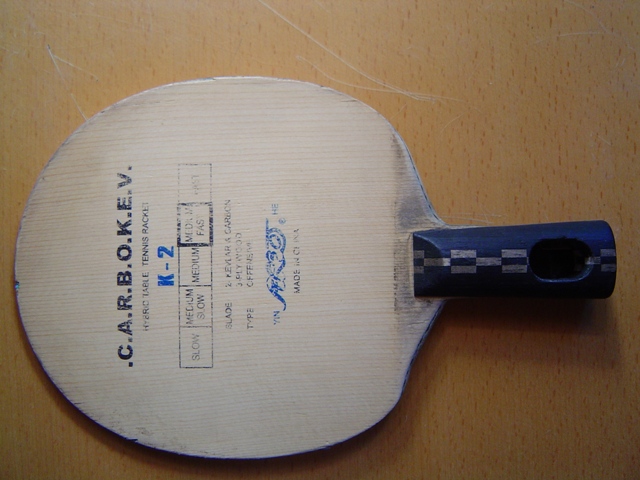 .C.A.R.B.O.K.E.V.
HYBRID TABLE TENNIS RACKET
K-2
SLOW MEDIUM SLOW MEDIUM MEDIUM FAST FAST
BLADE 2 KEVLAR & CARBON
TYPE OFFENSIVE
YIN HE
MADE IN CHINA